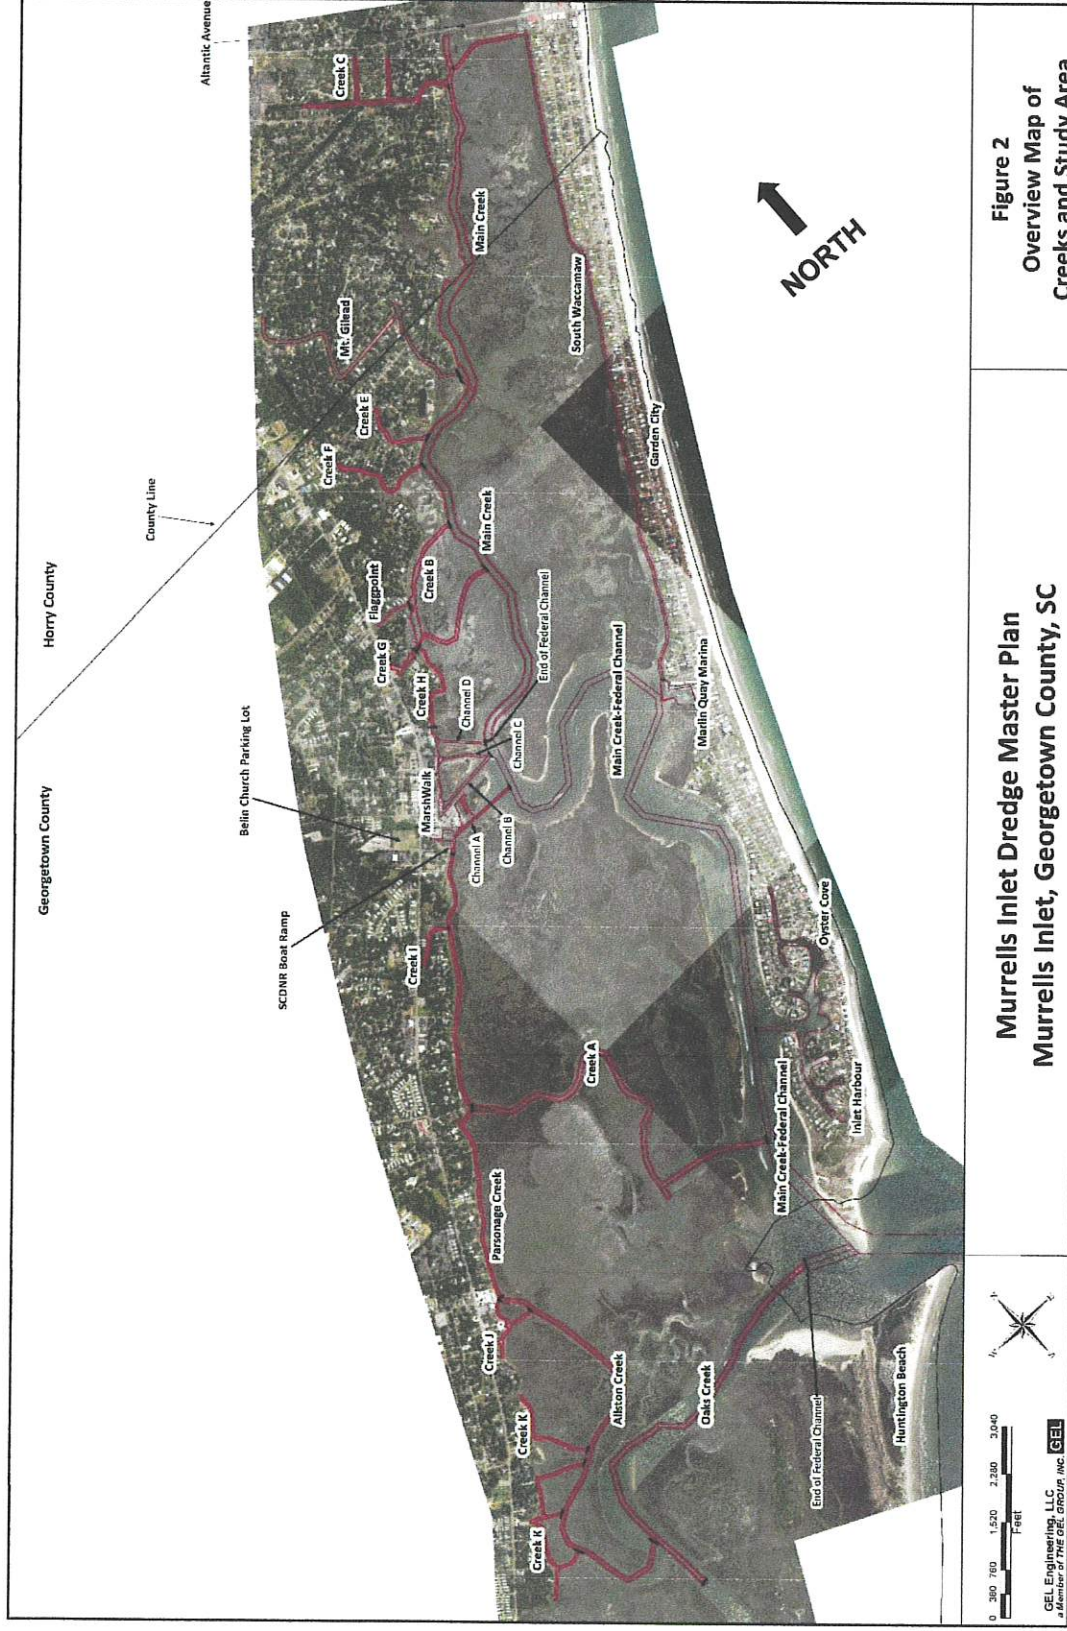 Georgetown County
Horry County
County Line
Altantic Avenue
Belin Church Parking Lot
SCDNR Boat Ramp
Creek C
Mt. Gilead
Creek E
Creek F
Main Creek
South Waccamaw
Garden City
Flaggpoint
Creek B
Creek G
Creek H
Main Creek
End of Federal Channel
Channel D
Channel C
MarshWalk
Channel A
Channel B
Main Creek-Federal Channel
Marlin Quay Marina
Creek I
Oyster Cove
Creek A
Inlet Harbour
Main Creek-Federal Channel
Parsonage Creek
Creek J
Allston Creek
Creek K
Oaks Creek
Creek K
End of Federal Channel
Huntington Beach
NORTH
0 380 760 1,520 2,280 3,040
Feet
GEL Engineering, LLC
a Member of THE GEL GROUP, INC.
GEL
N
E
S
W
Murrells Inlet Dredge Master Plan
Murrells Inlet, Georgetown County, SC
Figure 2
Overview Map of
Creeks and Study Area